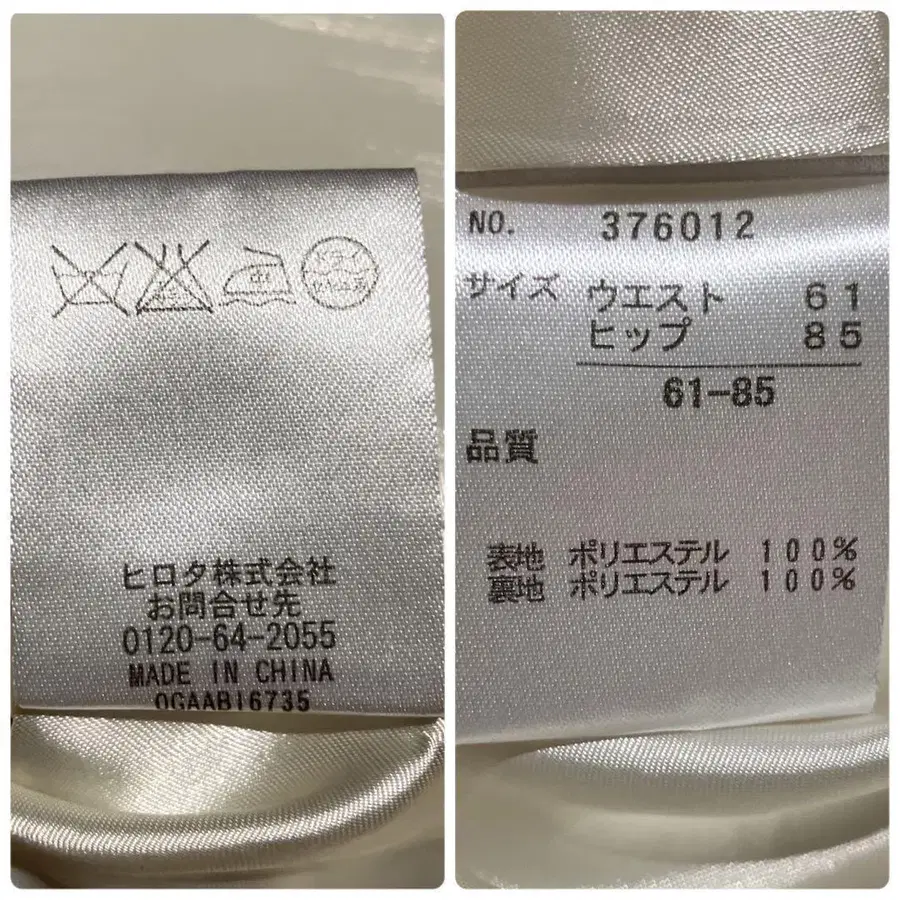 ヒロタ株式会社
お問合せ先
0120-64-2055
MADE IN CHINA
0GAABI6735
NO. 376012
サイズ ウエスト 61
ヒップ 85
61-85
品質
表地 ポリエステル 100%
裏地 ポリエステル 100%